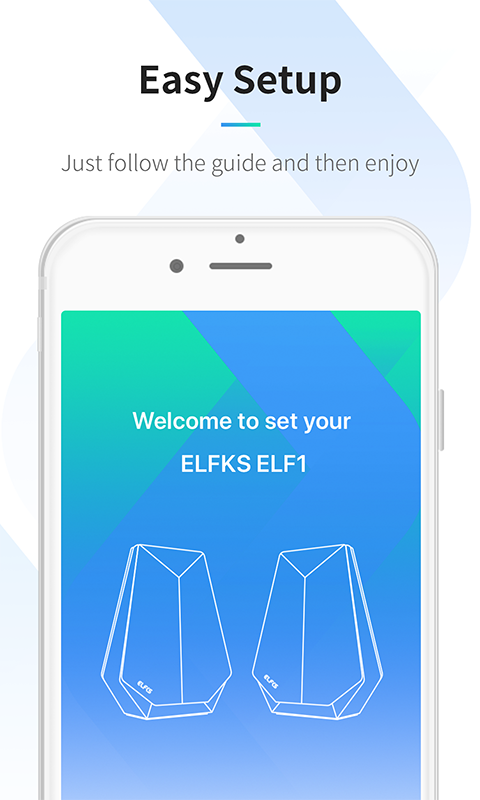 Easy Setup
Just follow the guide and then enjoy
Welcome to set your
ELFKS ELF1
ELFKS
ELFKS